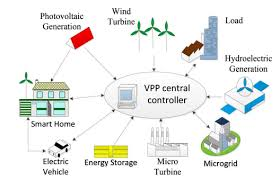 Photovoltaic
Generation
Wind
Turbine
Load
Hydroelectric
Generation
VPP central
controller
Smart Home
Electric
Vehicle
Energy Storage
Micro
Turbine
Microgrid